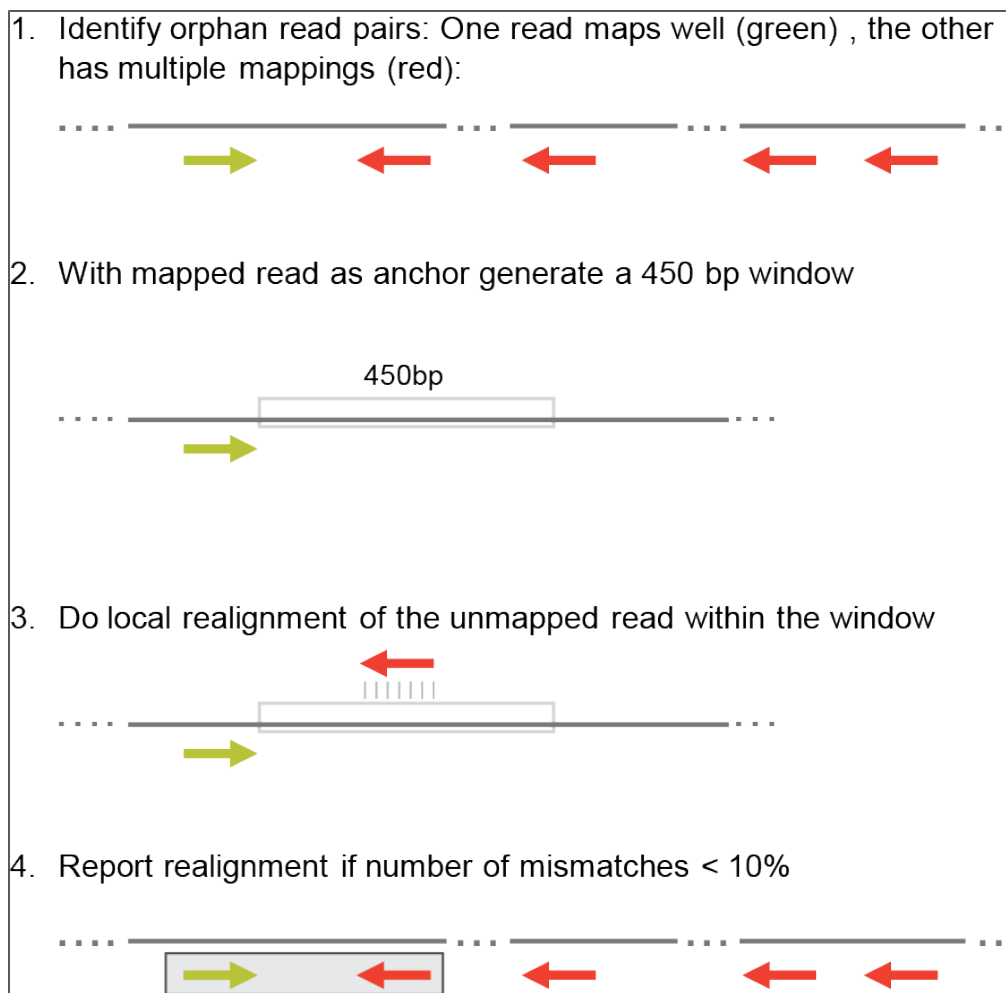 1. Identify orphan read pairs: One read maps well (green) , the other
has multiple mappings (red):
2. With mapped read as anchor generate a 450 bp window
450bp
3. Do local realignment of the unmapped read within the window
4. Report realignment if number of mismatches < 10%